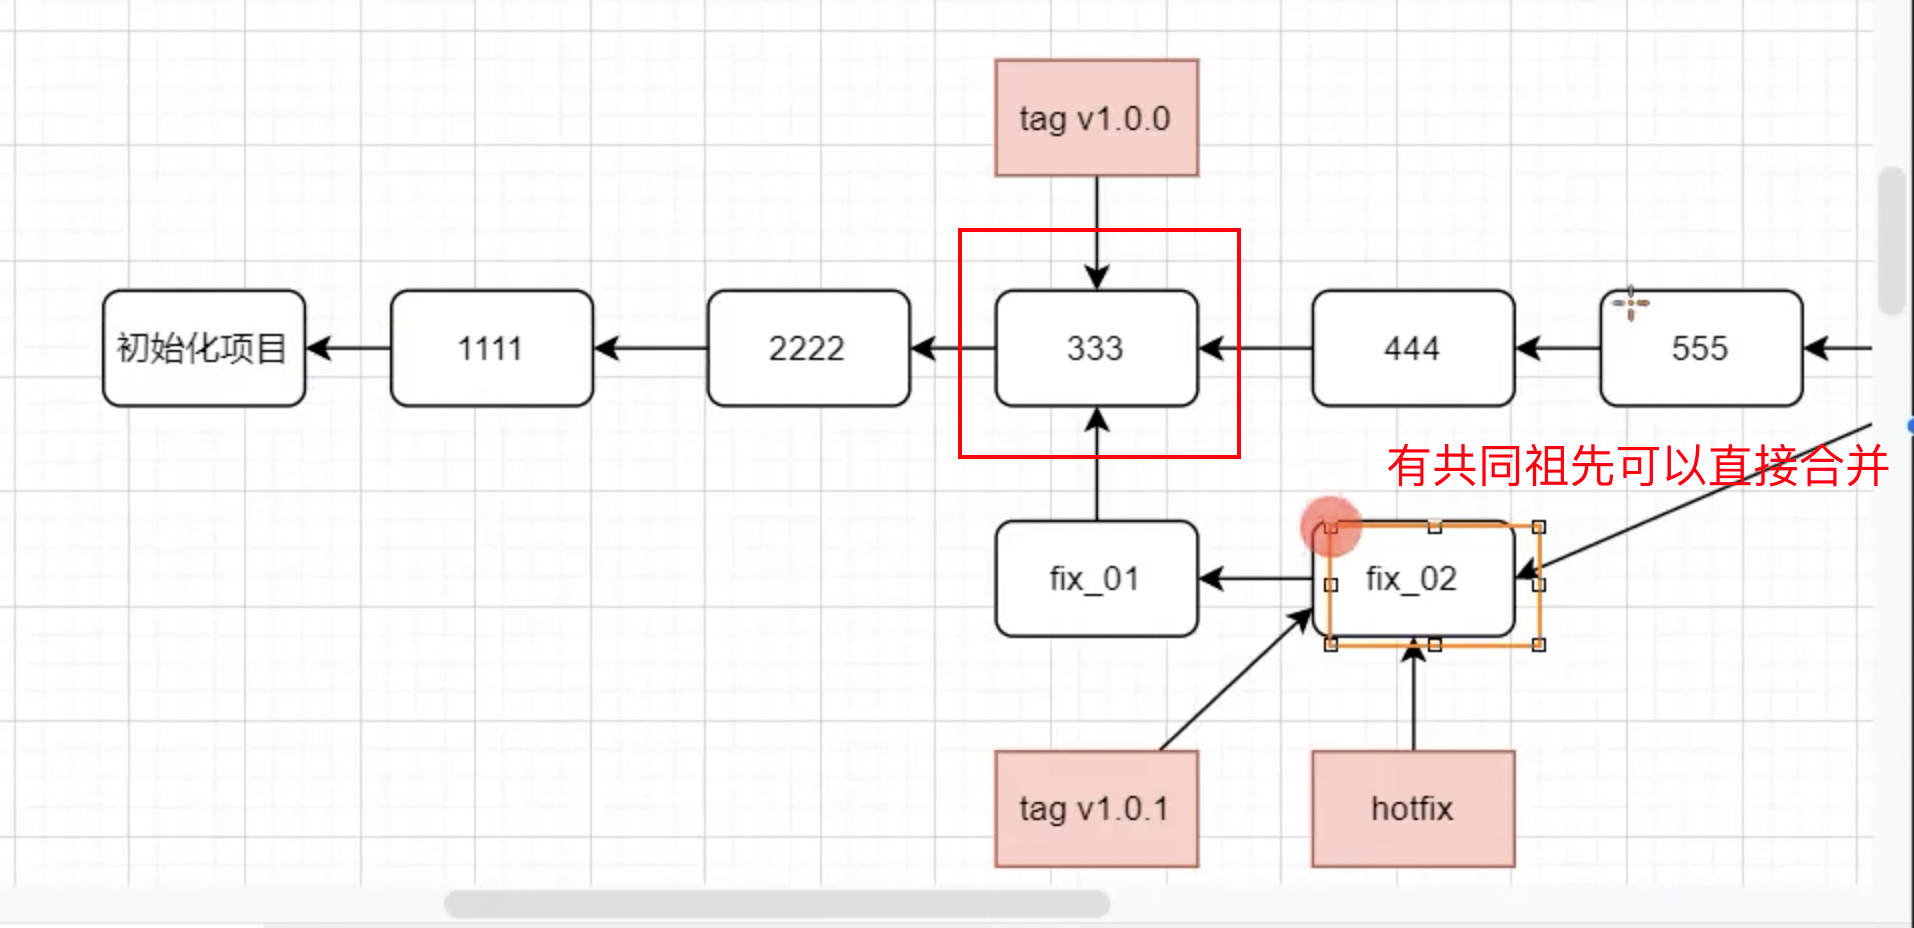 tag v1.0.0
初始化项目
1111
2222
333
444
555
有共同祖先可以直接合并
fix_01
fix_02
tag v1.0.1
hotfix